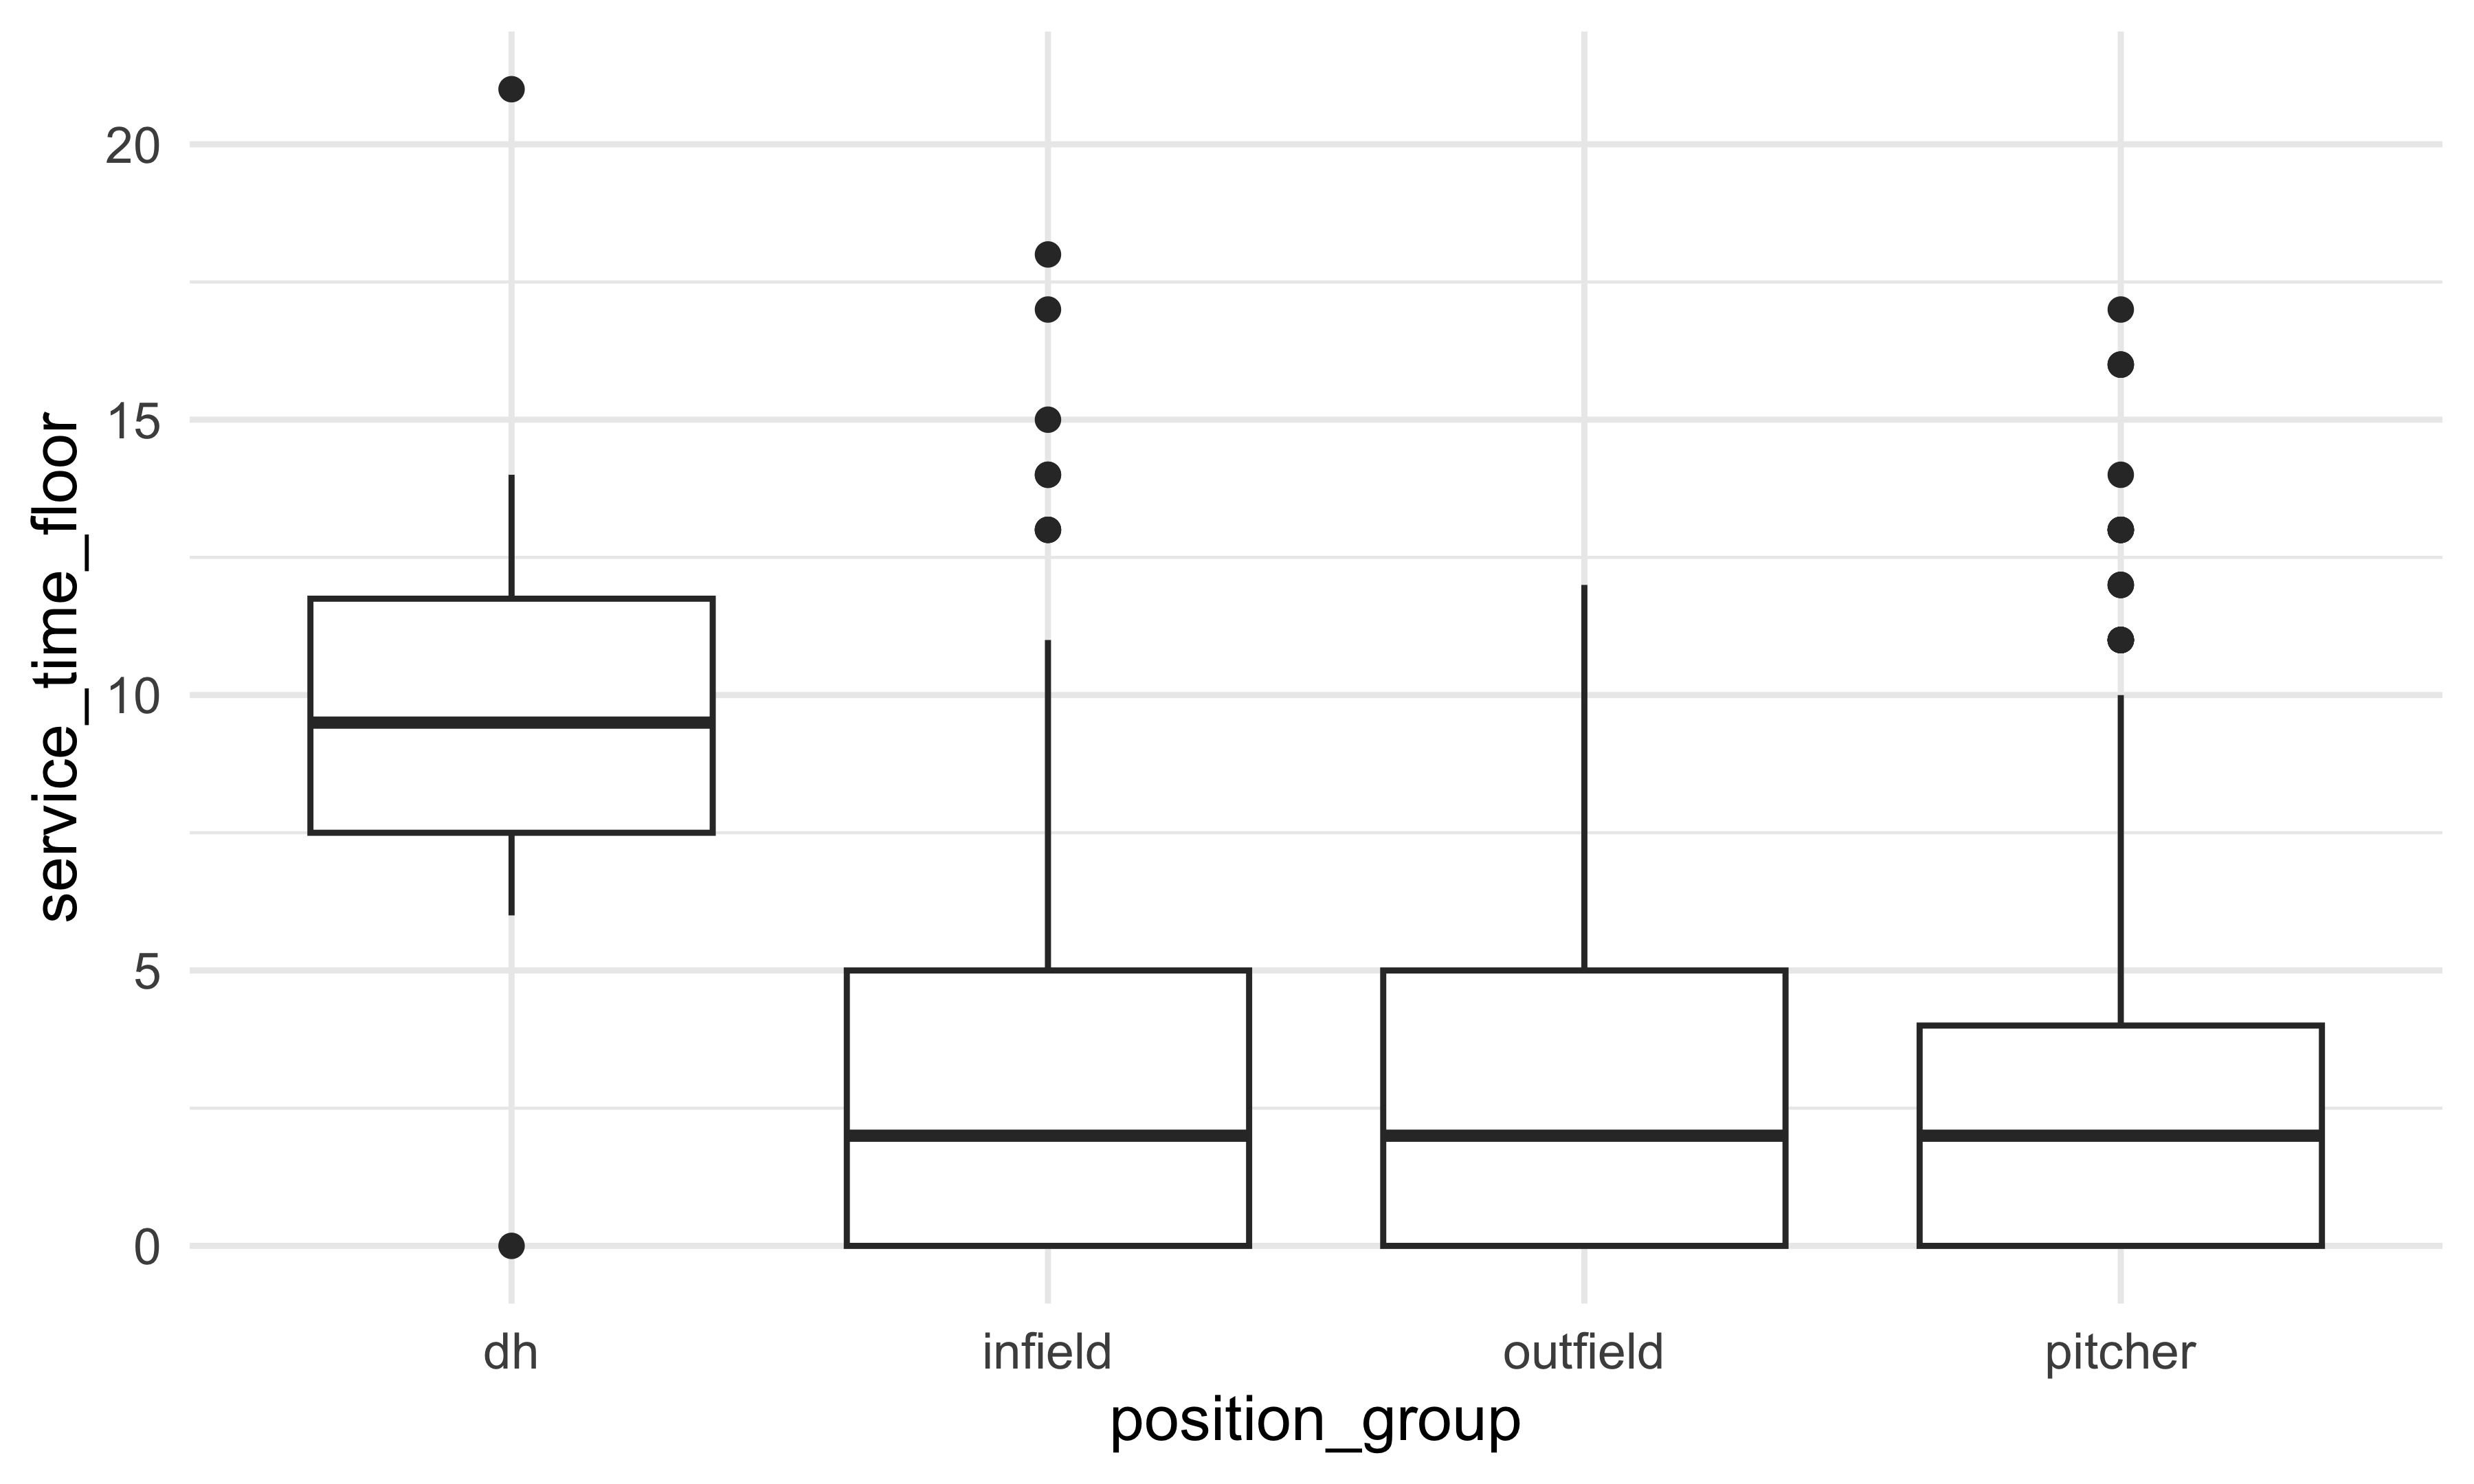 service_time_floor
20
15
10
5
0
dh infield outfield pitcher
position_group